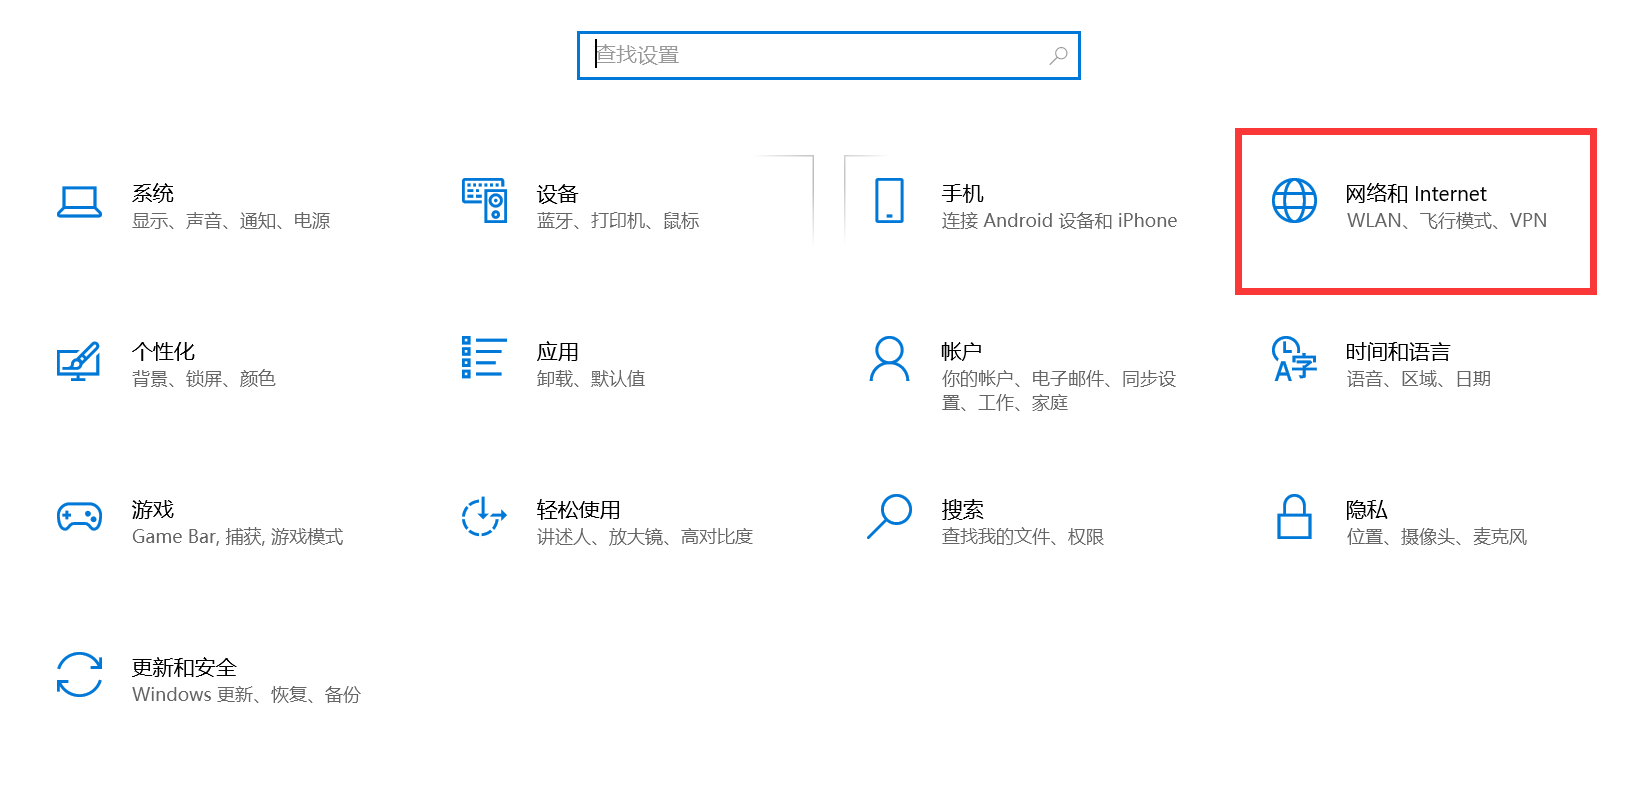 查找设置
系统
显示、声音、通知、电源
设备
蓝牙、打印机、鼠标
手机
连接 Android 设备和 iPhone
网络和 Internet
WLAN、飞行模式、VPN
个性化
背景、锁屏、颜色
应用
卸载、默认值
帐户
你的帐户、电子邮件、同步设
置、工作、家庭
时间和语言
语音、区域、日期
游戏
Game Bar, 捕获, 游戏模式
轻松使用
讲述人、放大镜、高对比度
搜索
查找我的文件、权限
隐私
位置、摄像头、麦克风
更新和安全
Windows 更新、恢复、备份